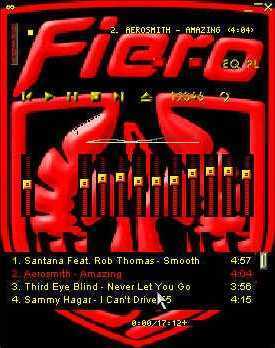 2. AEROSMITH - AMAZING <4:04>
Fiero
EQ/PL
1. Santana Feat. Rob Thomas- Smooth 4:57
2. Aerosmith - Amazing 4:04
3. Third Eye Blind - Never Let You Go 3:56
4. Sammy Hagar - I Can't Drive 55 4:15
0:00/17:12+